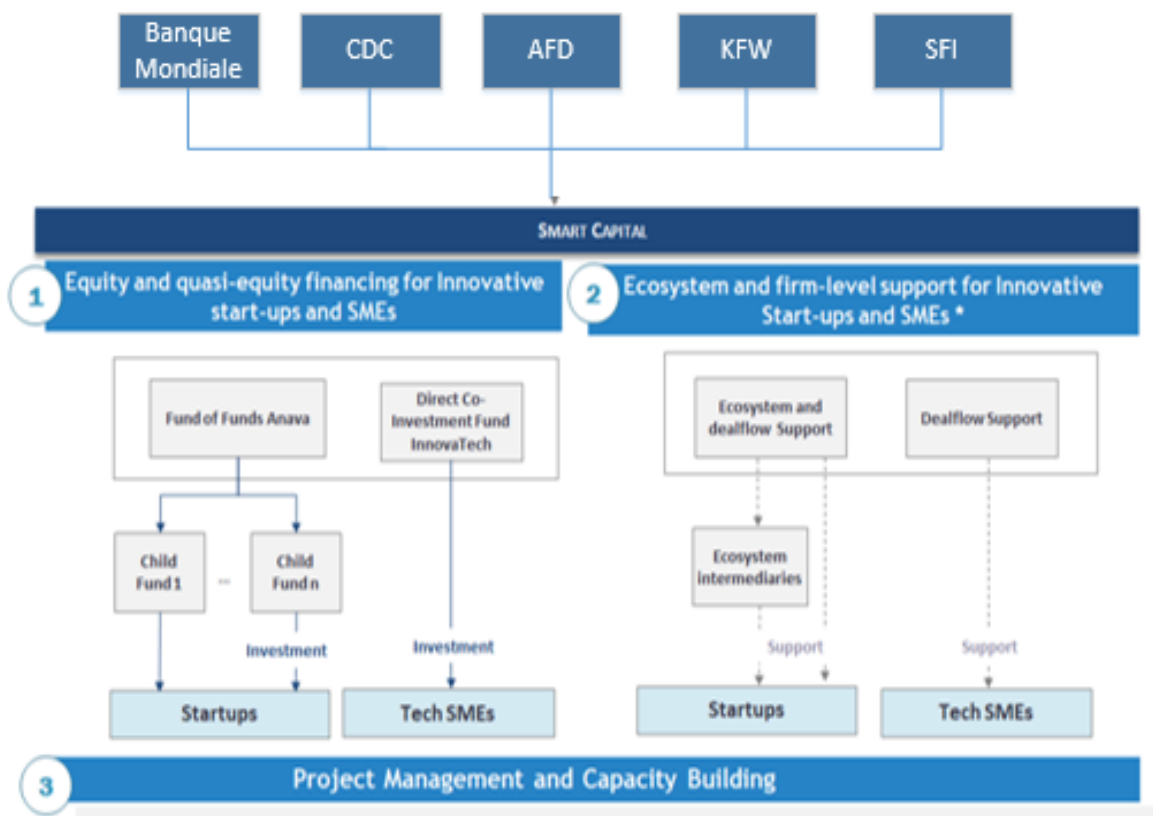 Banque
Mondiale
CDC
AFD
KFW
SFI
SMART CAPITAL
1
Equity and quasi-equity financing for Innovative
start-ups and SMEs
2
Ecosystem and firm-level support for Innovative
Start-ups and SMEs *
Fund of Funds Anava
Direct Co-
Investment Fund
InnovaTech
Ecosystem and
dealflow Support
Dealflow Support
Child
Fund 1
...
Child
Fund n
Ecosystem
intermediaries
Investment
Investment
Support
Support
Startups
Tech SMEs
Startups
Tech SMEs
3
Project Management and Capacity Building